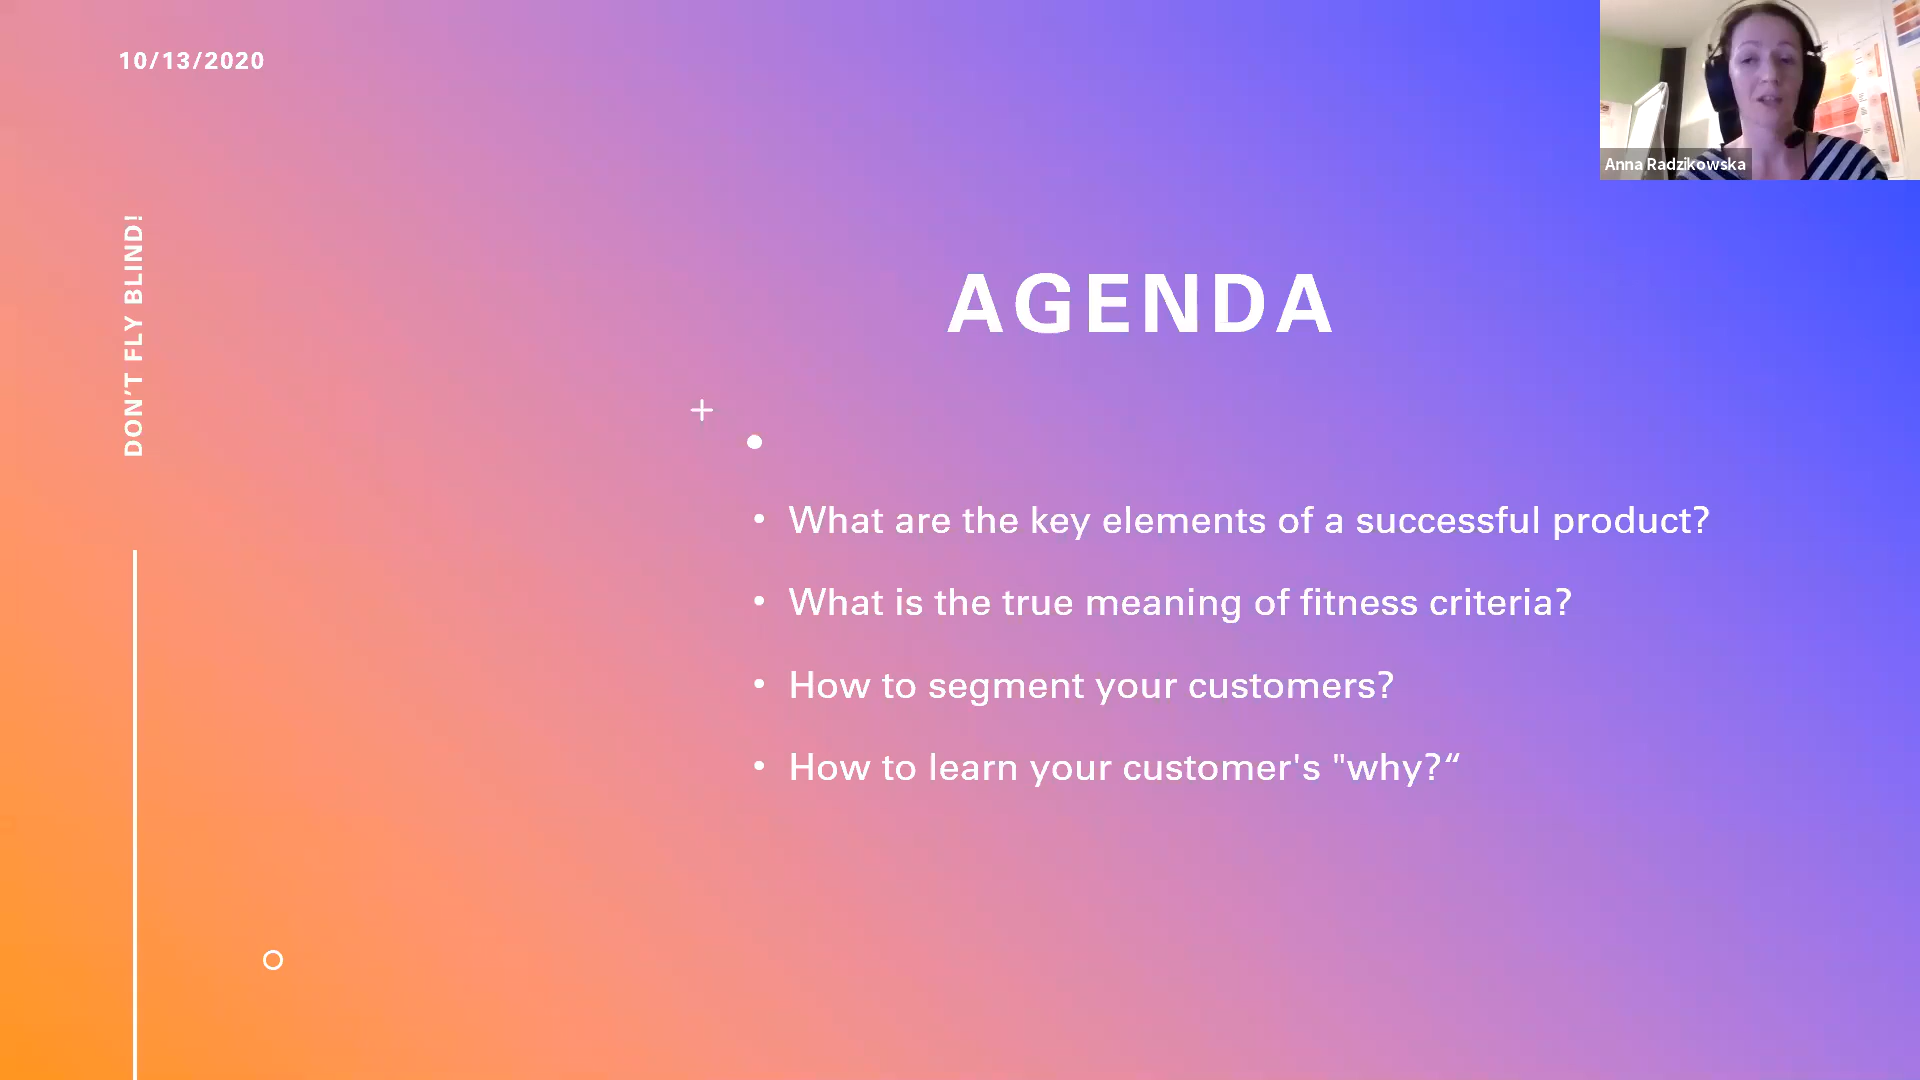 10/13/2020
Anna Radzikowska
DON'T FLY BLIND!
AGENDA
• What are the key elements of a successful product?
• What is the true meaning of fitness criteria?
• How to segment your customers?
• How to learn your customer's "why?“